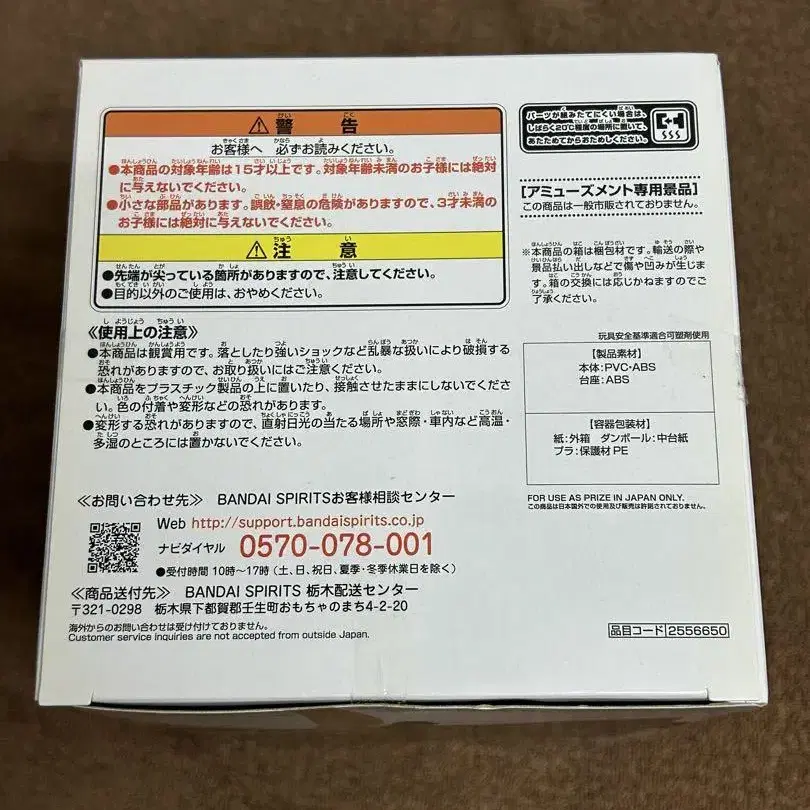 ⚠警告
お客様へ 必ずお読みください。
●本商品の対象年齢は15才以上です。対象年齢未満のお子様には絶対
に与えないでください。
●小さな部品があります。誤飲・窒息の危険がありますので、3才未満の
お子様には絶対に与えないでください。
⚠注意
●先端が尖っている箇所がありますので、注意してください。
●目的以外のご使用は、おやめください。
《使用上の注意》
●本商品は観賞用です。落としたり強いショックなど乱暴な扱いにより破損する
恐れがありますので、お取り扱いにはご注意ください。
●本商品をプラスチック製品の上に置いたり、接触させたままにしないでくださ
い。色の付着や変形などの恐れがあります。
●変形する恐れがありますので、直射日光の当たる場所や窓際・車内など高温・
多湿のところには置かないでください。
パーツが組みたてにくい場合は、
しばらく20℃程度の場所に置いて、
あたためてからおためしください。
【アミューズメント専用景品】
この商品は一般市販されておりません。
※本商品の箱は梱包材です。輸送の際や
景品払い出しなどで傷や凹みが生じま
す。箱の交換には応じかねますのでご
了承ください。
玩具安全基準適合可塑剤使用
【製品素材】
本体:PVC・ABS
台座:ABS
【容器包装材】
紙:外箱 ダンボール:中台紙
プラ:保護材PE
FOR USE AS PRIZE IN JAPAN ONLY.
この商品は日本国外での使用及び販売は許諾されておりません。
≪お問い合わせ先≫ BANDAI SPIRITSお客様相談センター
Web http://support.bandaispirits.co.jp
ナビダイヤル 0570-078-001
●受付時間 10時〜17時(土、日、祝日、夏季・冬季休業日を除く)
≪商品送付先≫ BANDAI SPIRITS 栃木配送センター
〒321-0298 栃木県下都賀郡壬生町おもちゃのまち4-2-20
海外からのお問い合わせは受け付けておりません。
Customer service inquiries are not accepted from outside Japan.
品目コード 2556650